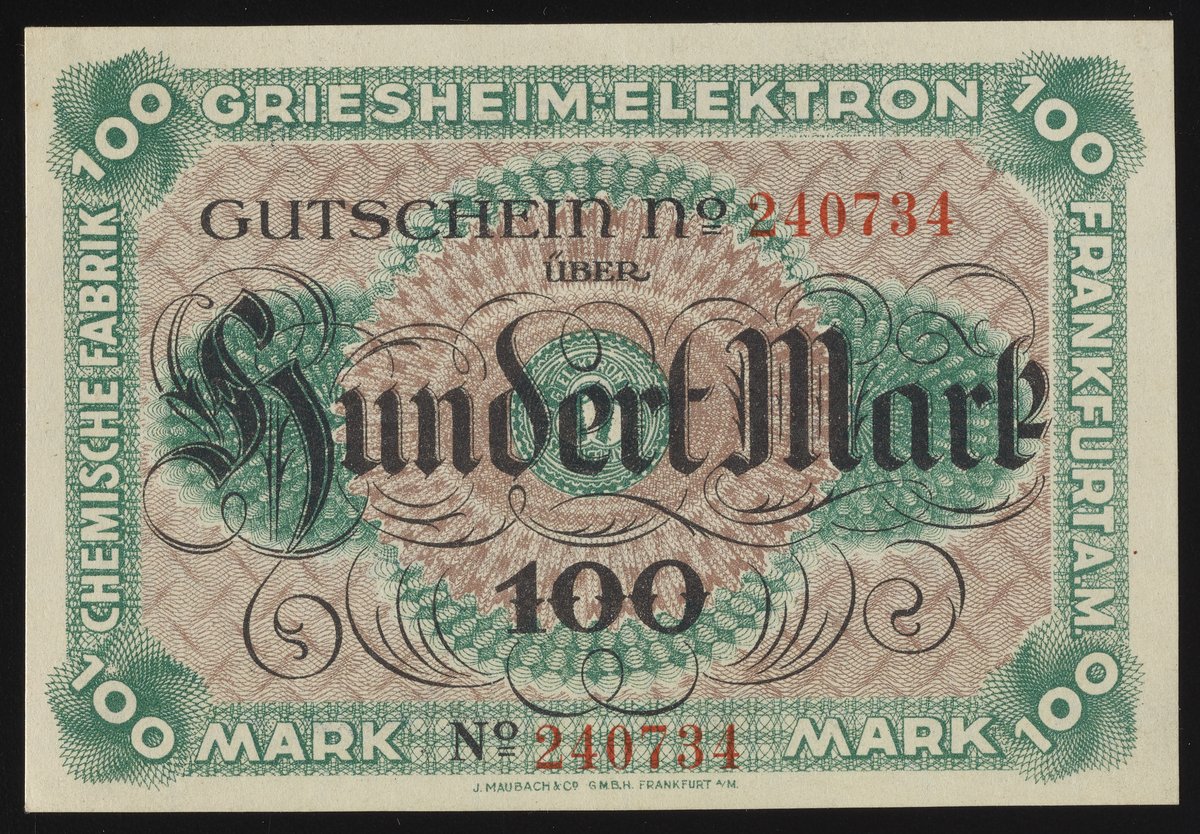 100 GRIESHEIM-ELEKTRON 100
CHEMISCHE FABRIK
FRANKFURT A.M.
GUTSCHEIN No 240734
ÜBER
Hundert Mark
100
100 MARK No 240734 MARK 100
J. MAUBACH & Co G.M.B.H. FRANKFURT A/M.